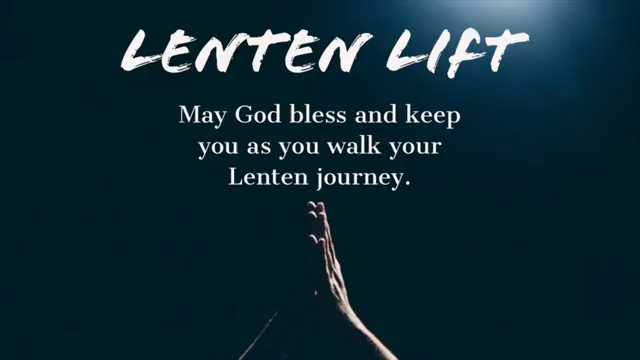 LENTEN LIFT
May God bless and keep
you as you walk your
Lenten journey.